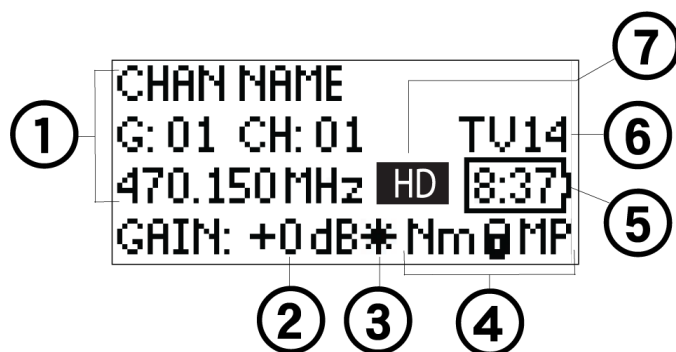 7
CHAN NAME
1
G: 01 CH: 01 TV14
6
470.150 MHz HD 8:37
5
GAIN: +0 dB* Nm MP
2 3 4